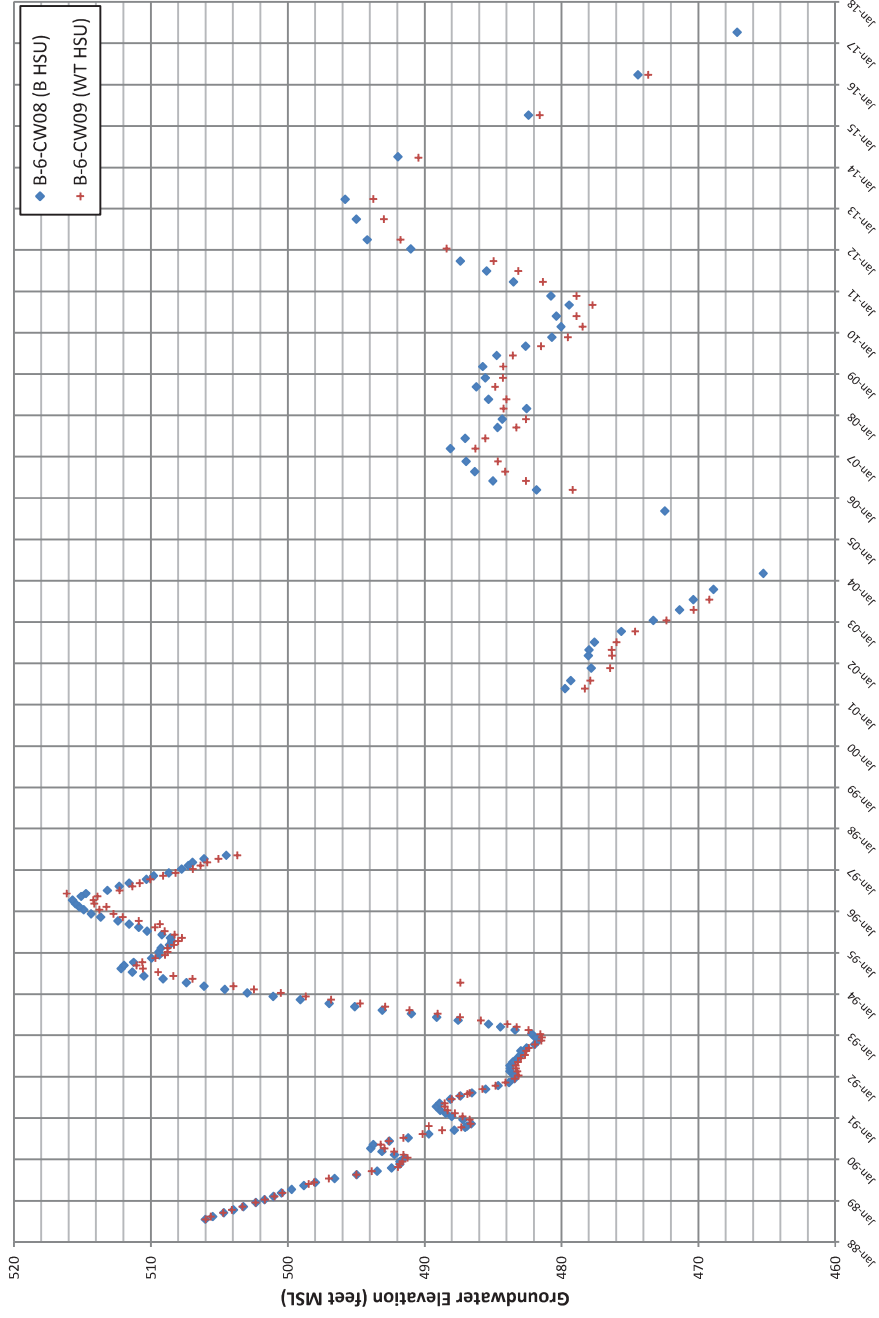 B-6-CW08 (B HSU)
B-6-CW09 (WT HSU)
Groundwater Elevation (feet MSL)
520
510
500
490
480
470
460
Jan-88
Jan-89
Jan-90
Jan-91
Jan-92
Jan-93
Jan-94
Jan-95
Jan-96
Jan-97
Jan-98
Jan-99
Jan-00
Jan-01
Jan-02
Jan-03
Jan-04
Jan-05
Jan-06
Jan-07
Jan-08
Jan-09
Jan-10
Jan-11
Jan-12
Jan-13
Jan-14
Jan-15
Jan-16
Jan-17
Jan-18